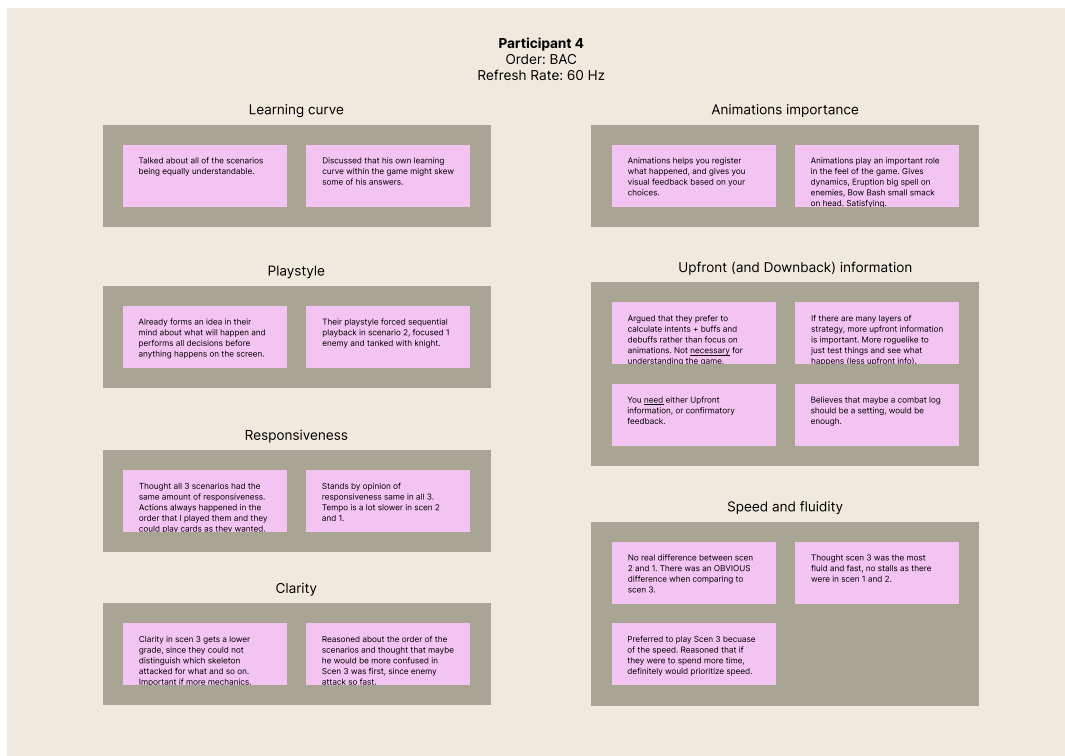 Participant 4
Order: BAC
Refresh Rate: 60 Hz
Learning curve
Talked about all of the scenarios
being equally understandable.
Discussed that his own learning
curve within the game might skew
some of his answers.
Playstyle
Already forms an idea in their
mind about what will happen and
performs all decisions before
anything happens on the screen.
Their playstyle forced sequential
playback in scenario 2, focused 1
enemy and tanked with knight.
Responsiveness
Thought all 3 scenarios had the
same amount of responsiveness.
Actions always happened in the
order that I played them and they
could play cards as they wanted.
Stands by opinion of
responsiveness same in all 3.
Tempo is a lot slower in scen 2
and 1.
Clarity
Clarity in scen 3 gets a lower
grade, since they could not
distinguish which skeleton
attacked for what and so on.
Important if more mechanics.
Reasoned about the order of the
scenarios and thought that maybe
he would be more confused in
Scen 3 was first, since enemy
attack so fast.
Animations importance
Animations helps you register
what happened, and gives you
visual feedback based on your
choices.
Animations play an important role
in the feel of the game. Gives
dynamics, Eruption big spell on
enemies, Bow Bash small smack
on head. Satisfying.
Upfront (and Downback) information
Argued that they prefer to
calculate intents + buffs and
debuffs rather than focus on
animations. Not necessary for
understanding the game.
If there are many layers of
strategy, more upfront information
is important. More roguelike to
just test things and see what
happens (less upfront info).
You need either Upfront
information, or confirmatory
feedback.
Believes that maybe a combat log
should be a setting, would be
enough.
Speed and fluidity
No real difference between scen
2 and 1. There was an OBVIOUS
difference when comparing to
scen 3.
Thought scen 3 was the most
fluid and fast, no stalls as there
were in scen 1 and 2.
Preferred to play Scen 3 becuase
of the speed. Reasoned that if
they were to spend more time,
definitely would prioritize speed.